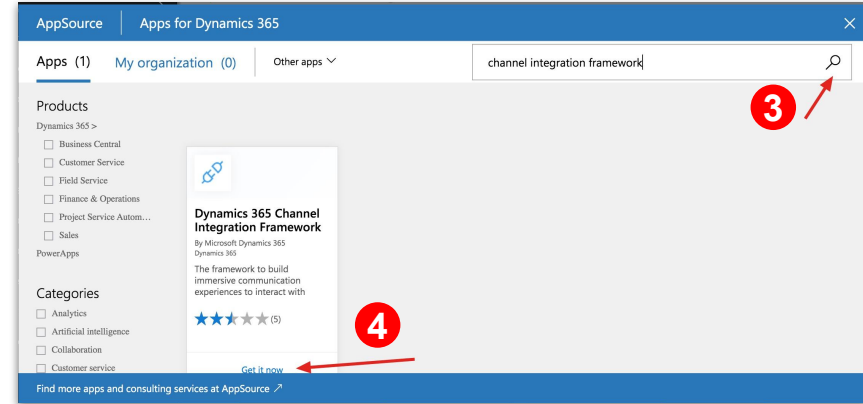 AppSource
Apps for Dynamics 365
Apps (1)
My organization (0)
Other apps
channel integration framework
3
Products
Dynamics 365 >
Business Central
Customer Service
Field Service
Finance & Operations
Project Service Autom...
Sales
PowerApps
Categories
Analytics
Artificial intelligence
Collaboration
Customer service
Dynamics 365 Channel
Integration Framework
By Microsoft Dynamics 365
Dynamics 365
The framework to build
immersive communication
experiences to interact with
(5)
4
Get it now
Find more apps and consulting services at AppSource